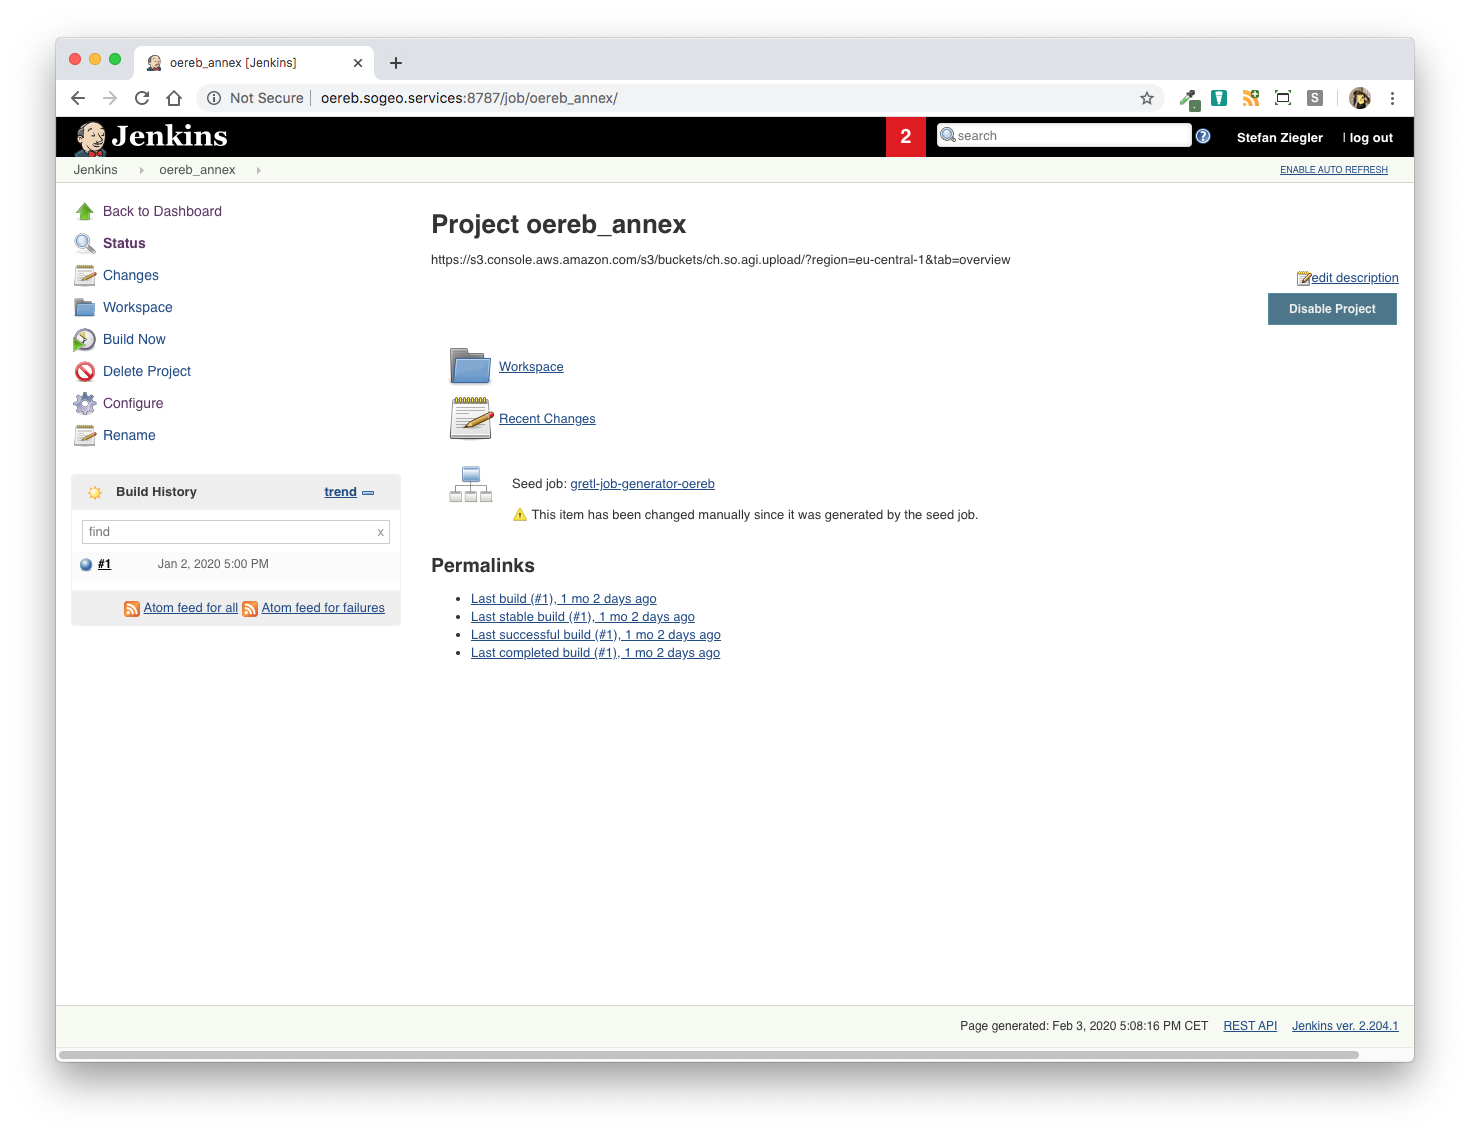 oereb_annex [Jenkins]
Not Secure | oereb.sogeo.services:8787/job/oereb_annex/
S
Jenkins
2
search
Stefan Ziegler
| log out
Jenkins
oereb_annex
ENABLE AUTO REFRESH
Back to Dashboard
Status
Changes
Workspace
Build Now
Delete Project
Configure
Rename
Build History
trend
find
x
#1
Jan 2, 2020 5:00 PM
Atom feed for all
Atom feed for failures
Project oereb_annex
https://s3.console.aws.amazon.com/s3/buckets/ch.so.agi.upload/?region=eu-central-1&tab=overview
edit description
Disable Project
Workspace
Recent Changes
Seed job: gretl-job-generator-oereb
This item has been changed manually since it was generated by the seed job.
Permalinks
Last build (#1), 1 mo 2 days ago
Last stable build (#1), 1 mo 2 days ago
Last successful build (#1), 1 mo 2 days ago
Last completed build (#1), 1 mo 2 days ago
Page generated: Feb 3, 2020 5:08:16 PM CET
REST API
Jenkins ver. 2.204.1